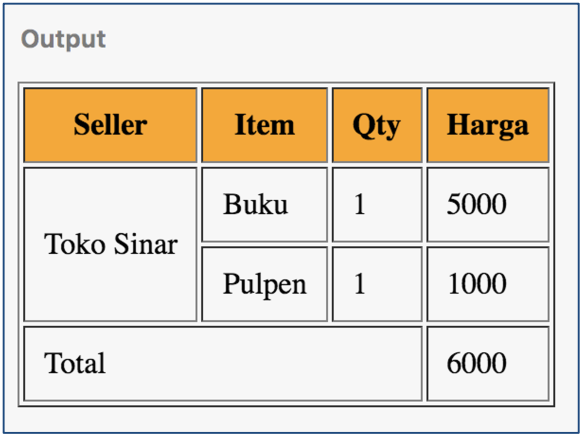 Output
Seller Item Qty Harga
Toko Sinar Buku 1 5000
Pulpen 1 1000
Total 6000